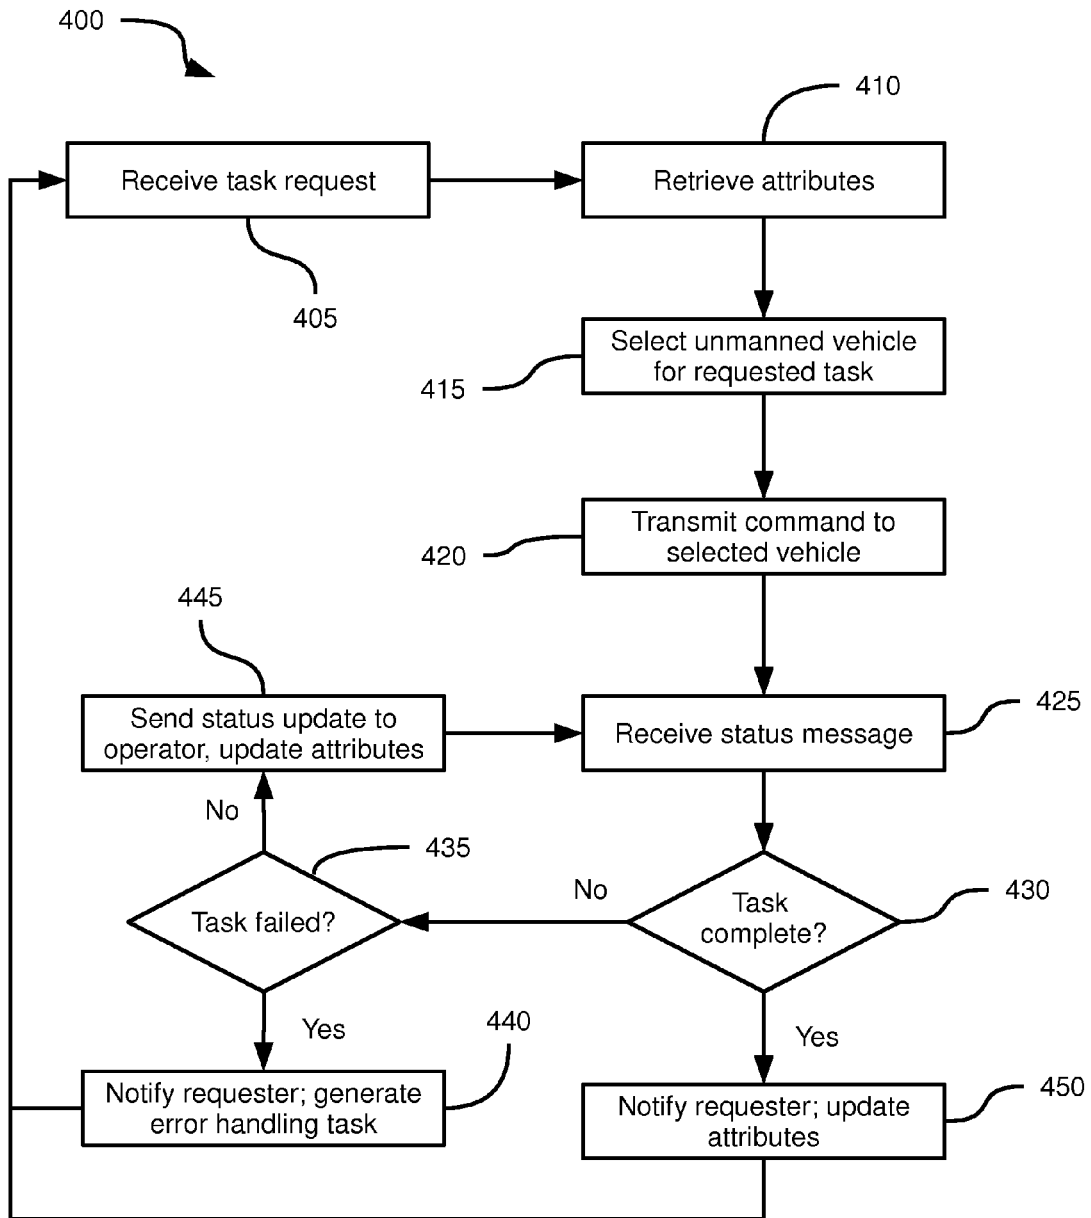 400
410
Receive task request
Retrieve attributes
405
Select unmanned vehicle
for requested task
415
Transmit command to
selected vehicle
420
445
Send status update to
operator, update attributes
Receive status message
425
No
435
Task failed?
No
Task
complete?
430
Yes
440
Yes
Notify requester; generate
error handling task
Notify requester; update
attributes
450